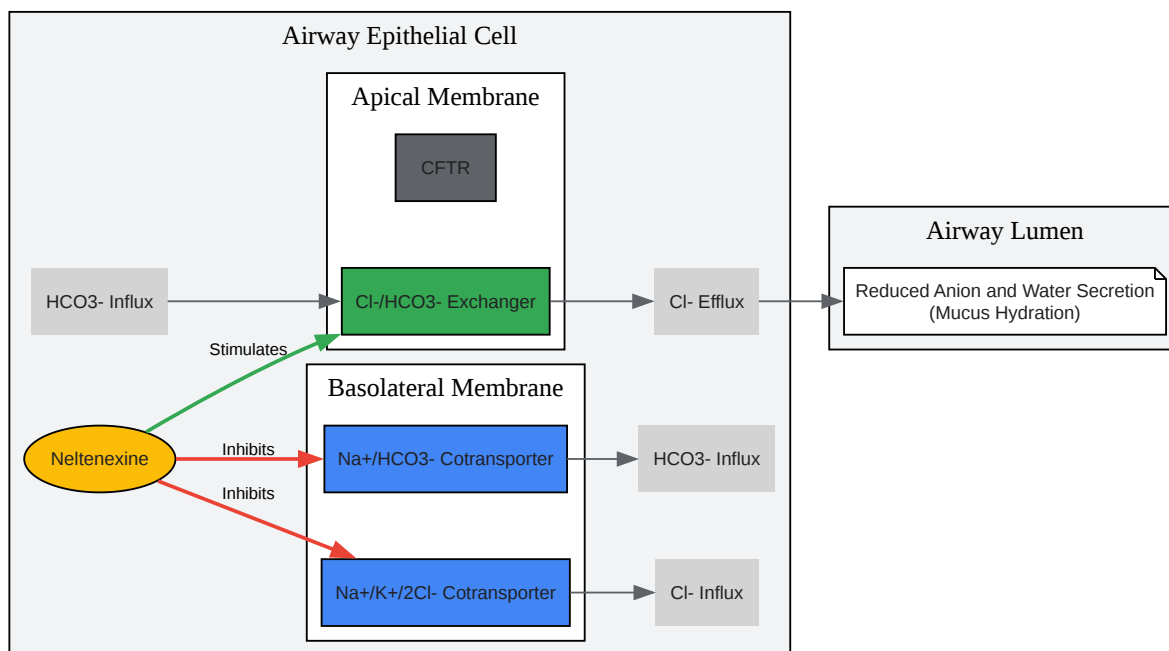 Airway Epithelial Cell
Apical Membrane
CFTR
Airway Lumen
HCO3- Influx
Cl-/HCO3- Exchanger
Cl- Efflux
Reduced Anion and Water Secretion
(Mucus Hydration)
Stimulates
Basolateral Membrane
Neltenexine
Inhibits
Na+/HCO3- Cotransporter
HCO3- Influx
Inhibits
Na+/K+/2Cl- Cotransporter
Cl- Influx